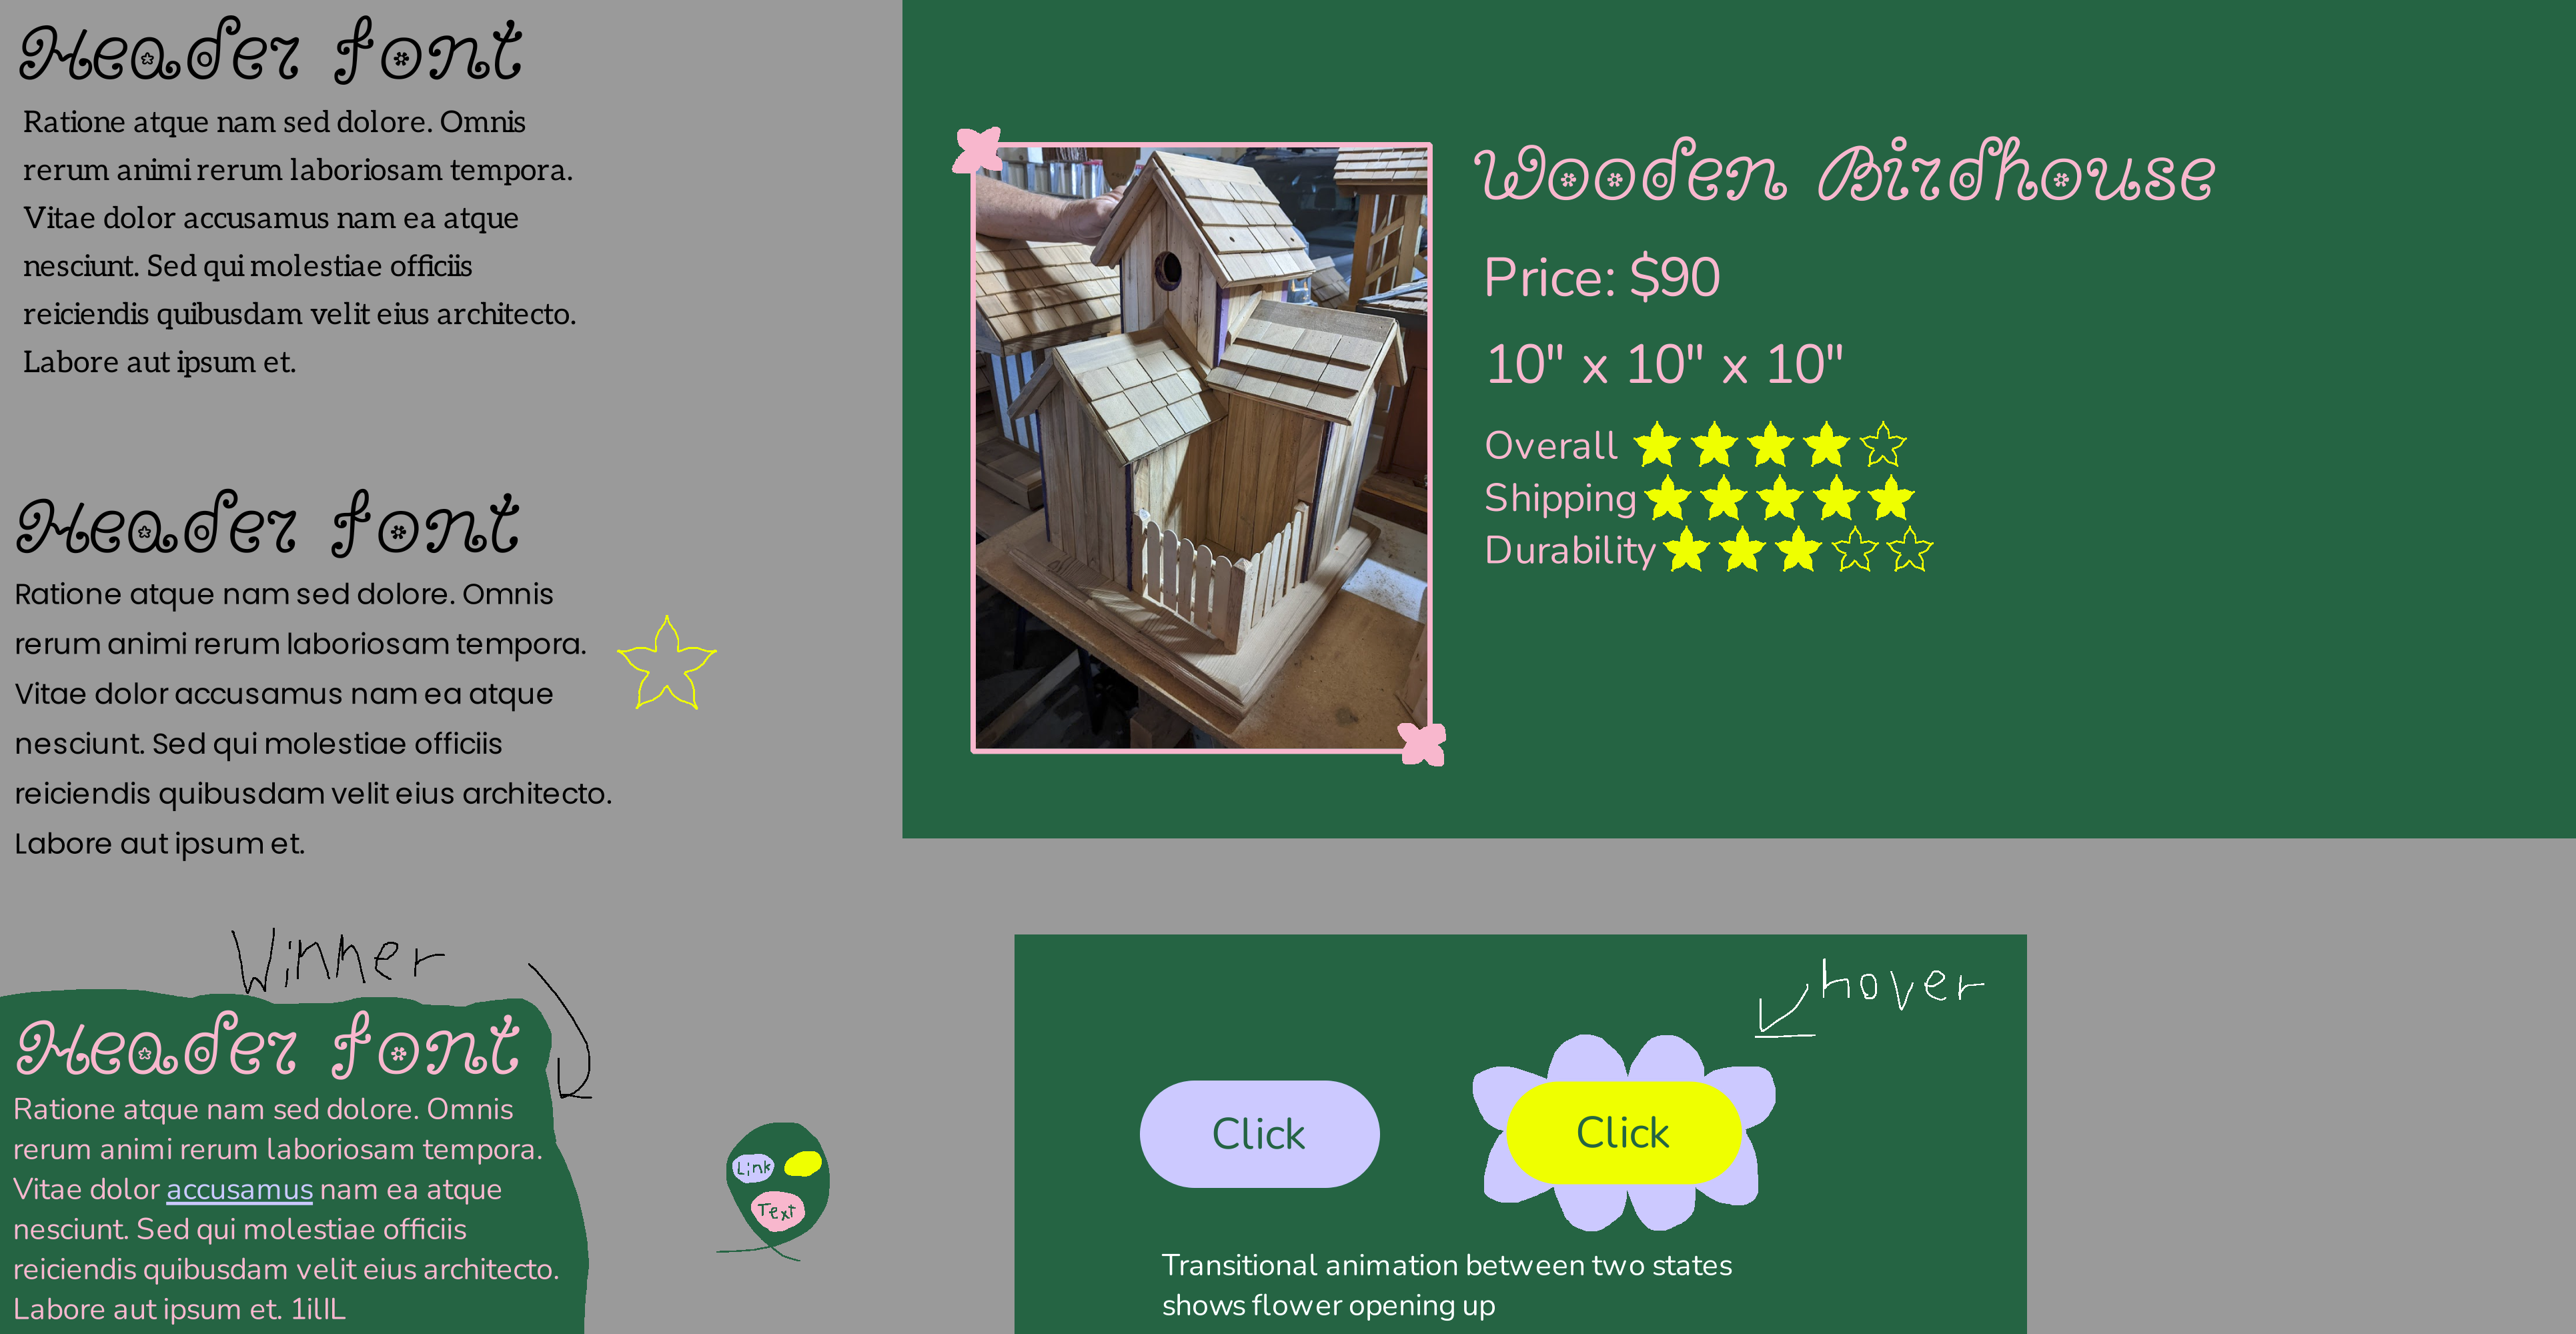 Header font
Ratione atque nam sed dolore. Omnis
rerum animi rerum laboriosam tempora.
Vitae dolor accusamus nam ea atque
nesciunt. Sed qui molestiae officiis
reiciendis quibusdam velit eius architecto.
Labore aut ipsum et.
Header font
Ratione atque nam sed dolore. Omnis
rerum animi rerum laboriosam tempora.
Vitae dolor accusamus nam ea atque
nesciunt. Sed qui molestiae officiis
reiciendis quibusdam velit eius architecto.
Labore aut ipsum et.
Winner
Header font
Ratione atque nam sed dolore. Omnis
rerum animi rerum laboriosam tempora.
Vitae dolor accusamus nam ea atque
nesciunt. Sed qui molestiae officiis
reiciendis quibusdam velit eius architecto.
Labore aut ipsum et. 1ilIL
Link
Text
Wooden Birdhouse
Price: $90
10" x 10" x 10"
Overall
Shipping
Durability
hover
Click
Click
Transitional animation between two states
shows flower opening up